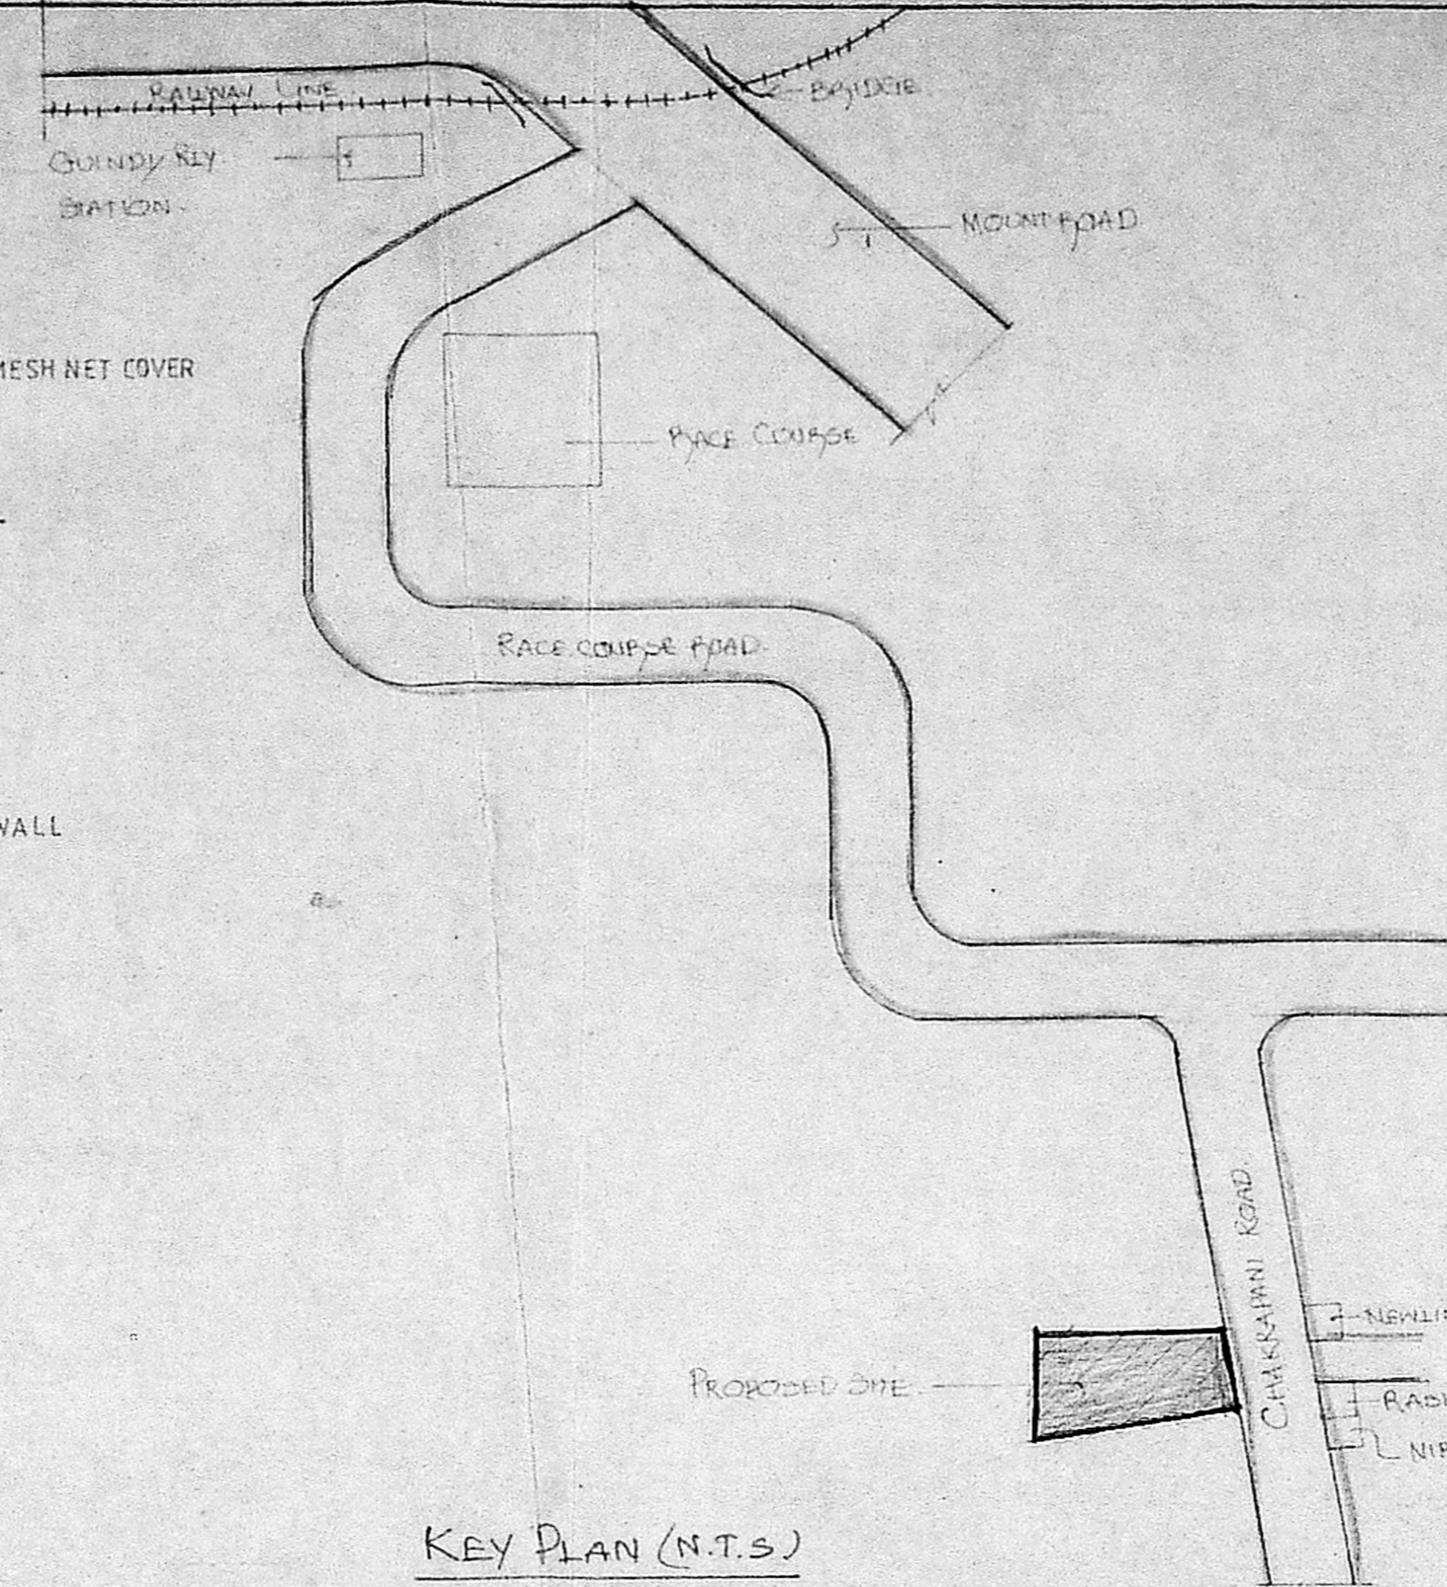 RAILWAY LINE
BRIDGE
GUINDY RLY
STATION.
MOUNT ROAD
MESH NET COVER
RACE COURSE
RACE COURSE ROAD.
WALL
CHAKRAPANI ROAD.
PROPOSED SITE.
KEY PLAN (N.T.S)